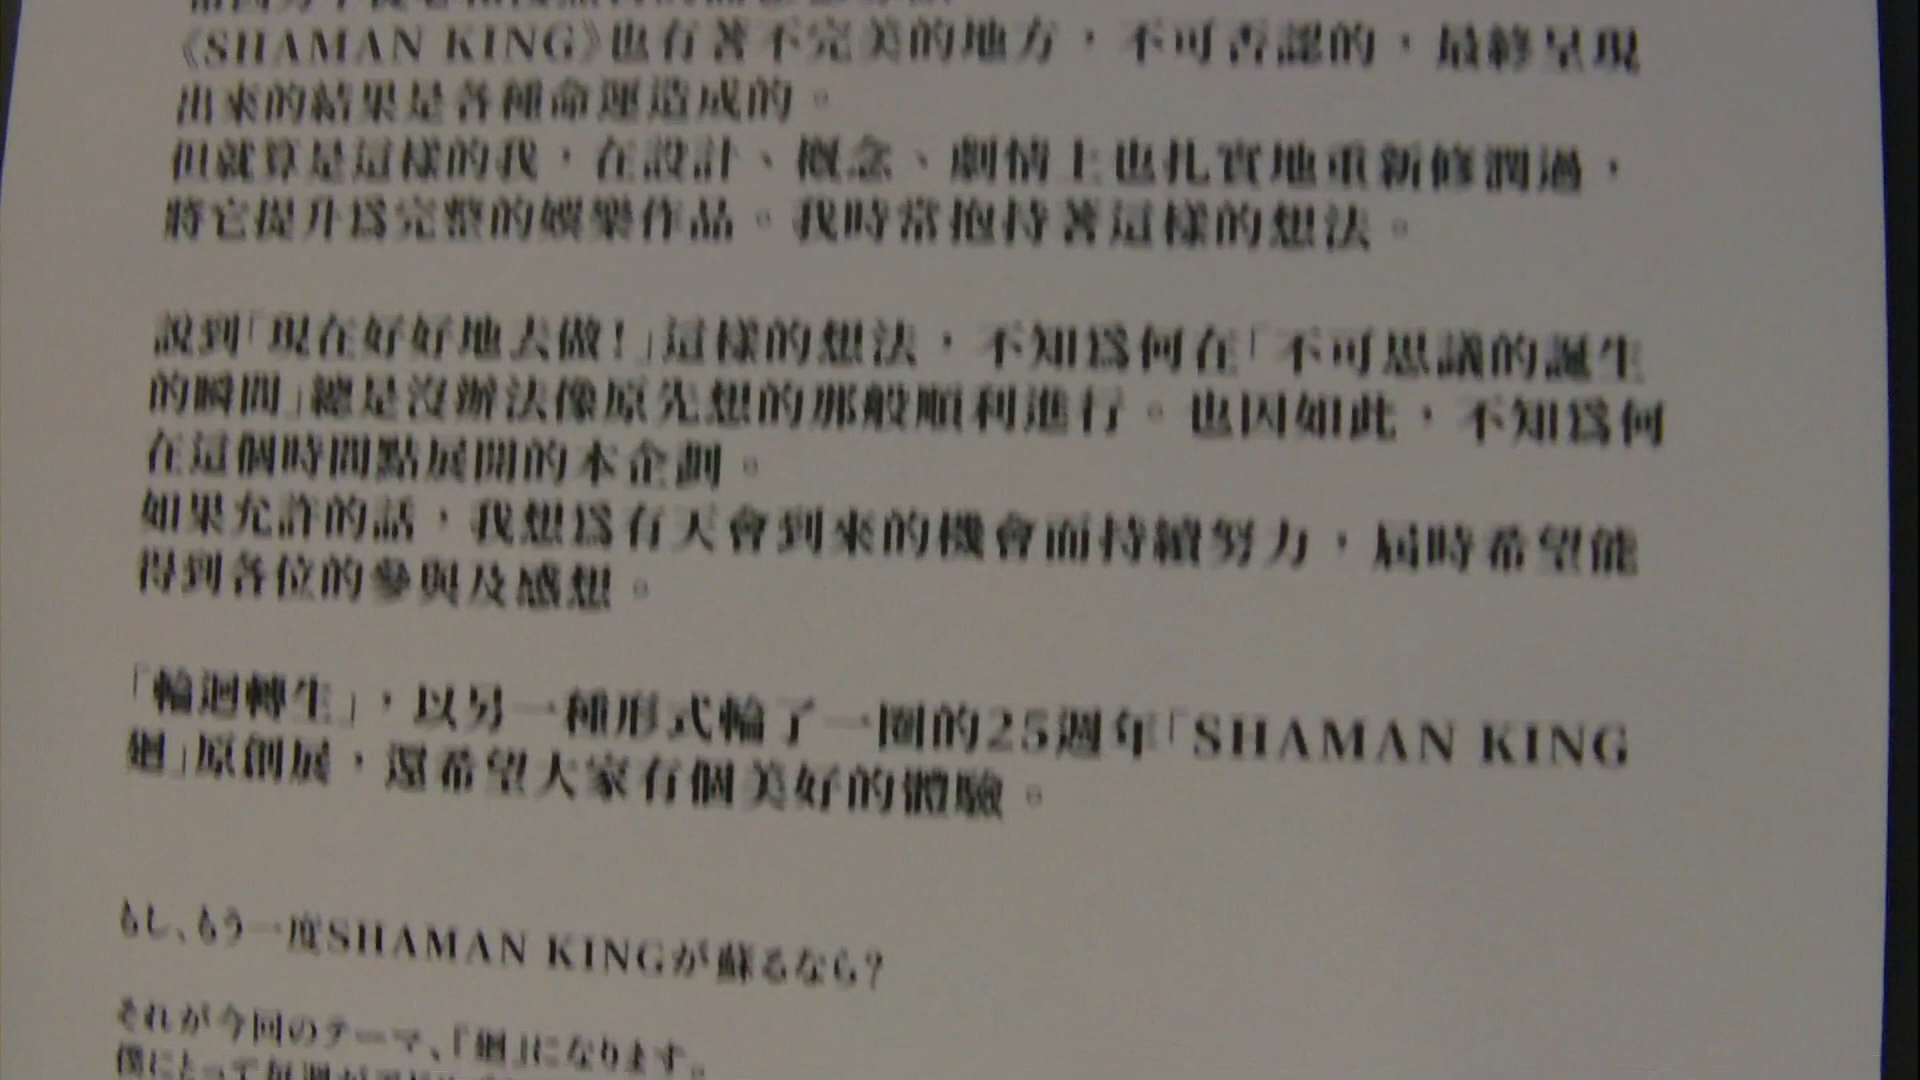 《SHAMAN KING》也有著不完美的地方，不可否認的，最終呈現
出來的結果是各種命運造成的。
但就算是這樣的我，在設計、概念、劇情上也扎實地重新修潤過，
將它提升爲完整的娛樂作品。我時常抱持著這樣的想法。
說到「現在好好地去做！」這樣的想法，不知爲何在「不可思議的誕生
的瞬間」總是沒辦法像原先想的那般順利進行。也因如此，不知爲何
在這個時間點展開的本企劃。
如果允許的話，我想爲有天會到來的機會而持續努力，屆時希望能
得到各位的參與及感想。
「輪迴轉生」，以另一種形式輪了一圈的25週年「SHAMAN KING
廻」原創展，還希望大家有個美好的體驗。
もし、もう一度SHAMAN KINGが蘇るなら？
それが今回のテーマ、「廻」になります。
僕にとって毎週が